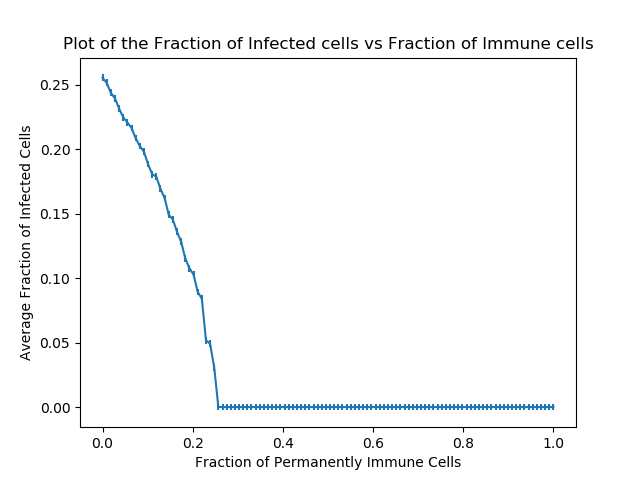 Plot of the Fraction of Infected cells vs Fraction of Immune cells
0.25
0.20
0.15
0.10
0.05
0.00
Average Fraction of Infected Cells
0.0 0.2 0.4 0.6 0.8 1.0
Fraction of Permanently Immune Cells